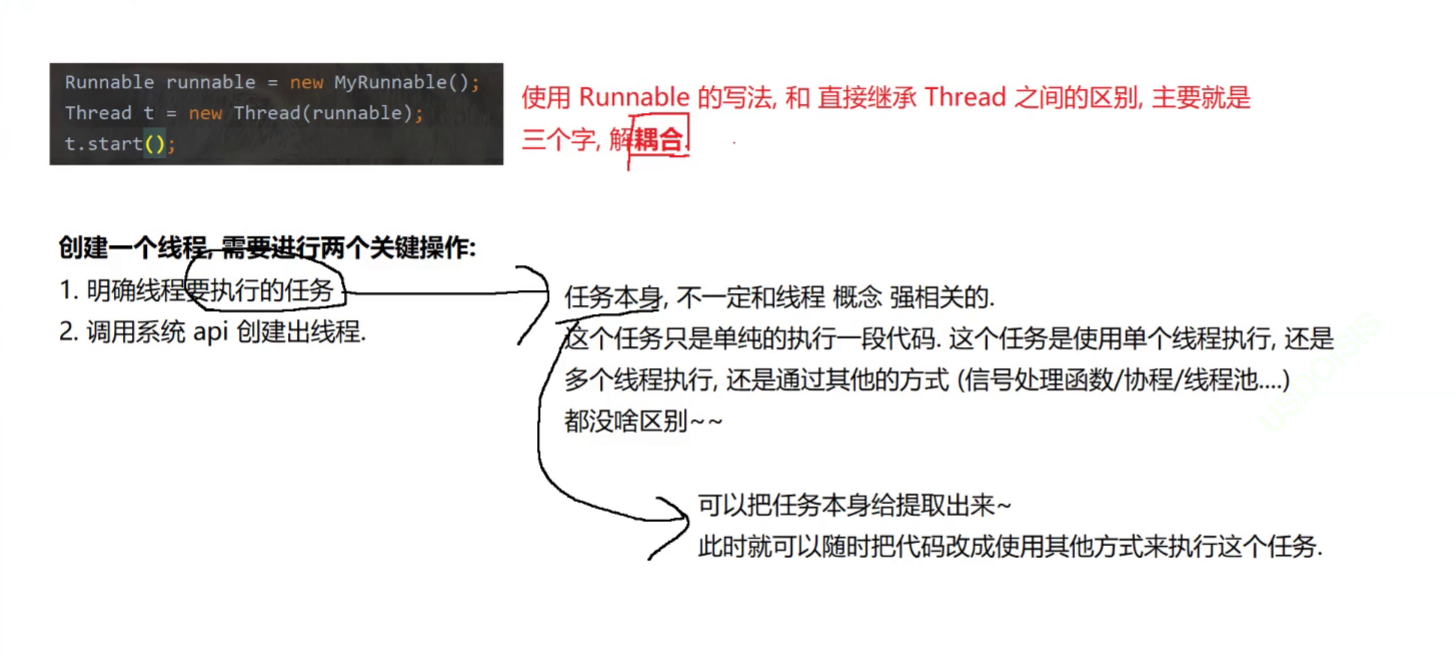 Runnable runnable = new MyRunnable();
Thread t = new Thread(runnable);
t.start();
使用 Runnable 的写法, 和 直接继承 Thread 之间的区别, 主要就是
三个字, 解耦合.
创建一个线程, 需要进行两个关键操作:
1. 明确线程要执行的任务
2. 调用系统 api 创建出线程.
任务本身, 不一定和线程 概念 强相关的.
这个任务只是单纯的执行一段代码. 这个任务是使用单个线程执行, 还是
多个线程执行, 还是通过其他的方式 (信号处理函数/协程/线程池....)
都没啥区别~~
可以把任务本身给提取出来~
此时就可以随时把代码改成使用其他方式来执行这个任务.